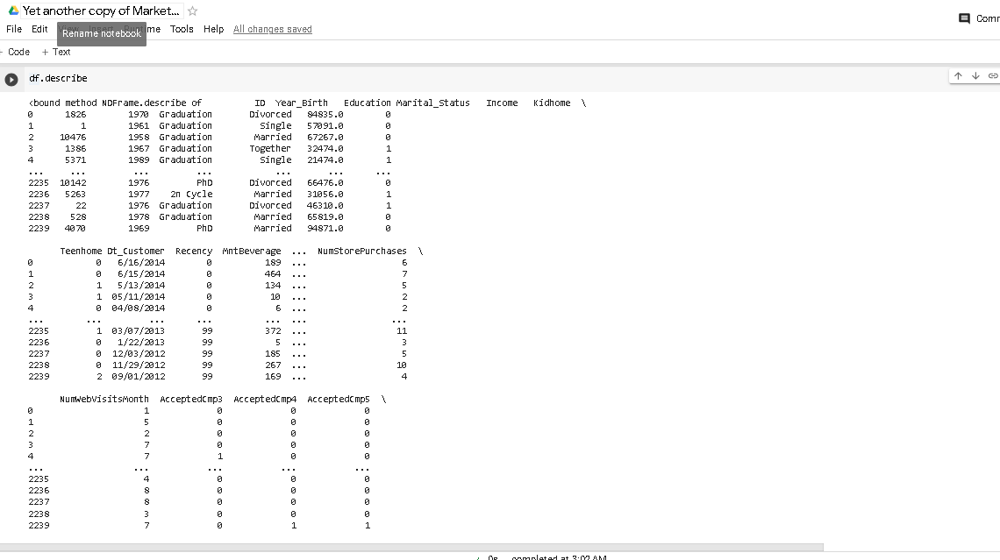 Yet another copy of Market...
Comm
File Edit View Insert Runtime Tools Help All changes saved
Rename notebook
Code + Text
df.describe
<bound method NDFrame.describe of ID Year_Birth Education Marital_Status Income Kidhome \
0 1826 1970 Graduation Divorced 84835.0 0
1 1 1961 Graduation Single 57091.0 0
2 10476 1958 Graduation Married 67267.0 0
3 1386 1967 Graduation Together 32474.0 1
4 5371 1989 Graduation Single 21474.0 1
... ... ... ... ... ... ...
2235 10142 1976 PhD Divorced 66476.0 0
2236 5263 1977 2n Cycle Married 31056.0 1
2237 22 1976 Graduation Divorced 46310.0 1
2238 528 1978 Graduation Married 65819.0 0
2239 4070 1969 PhD Married 94871.0 0
Teenhome Dt_Customer Recency MntBeverage ... NumStorePurchases \
0 0 6/16/2014 0 189 ... 6
1 0 6/15/2014 0 464 ... 7
2 1 5/13/2014 0 134 ... 5
3 1 05/11/2014 0 10 ... 2
4 0 04/08/2014 0 6 ... 2
... ... ... ... ... ... ...
2235 1 03/07/2013 99 372 ... 11
2236 0 1/22/2013 99 5 ... 3
2237 0 12/03/2012 99 185 ... 5
2238 0 11/29/2012 99 267 ... 10
2239 2 09/01/2012 99 169 ... 4
NumWebVisitsMonth AcceptedCmp3 AcceptedCmp4 AcceptedCmp5 \
0 1 0 0 0
1 5 0 0 0
2 2 0 0 0
3 7 0 0 0
4 7 1 0 0
... ... ... ... ...
2235 4 0 0 0
2236 8 0 0 0
2237 8 0 0 0
2238 3 0 0 0
2239 7 0 1 1
0s completed at 3:02 AM